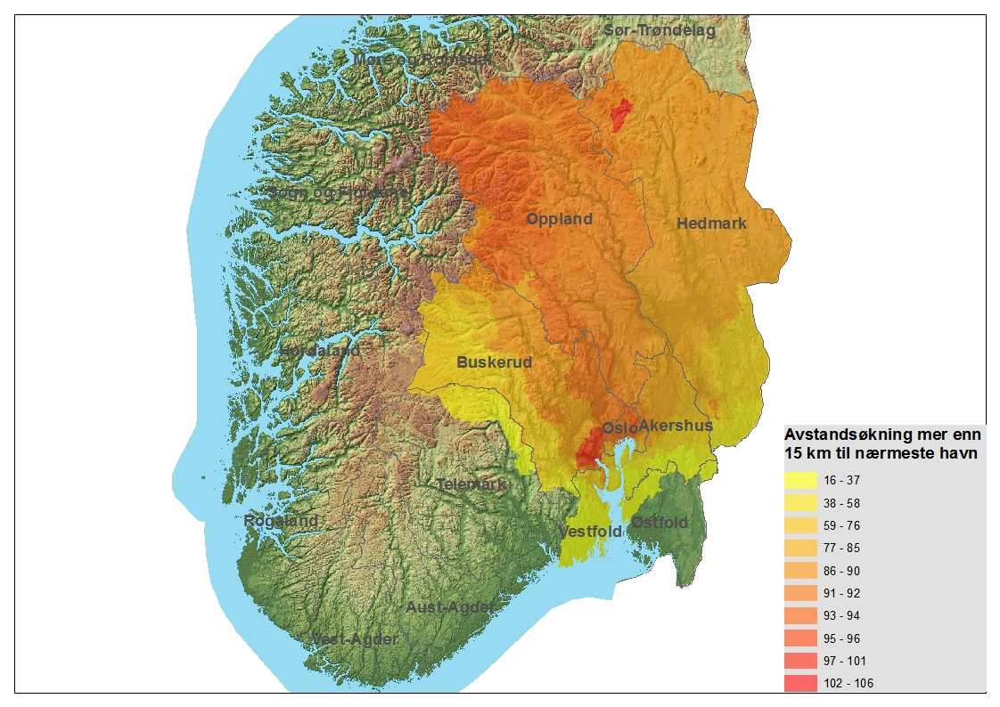 Sør-Trøndelag
Møre og Romsdal
Sogn og Fjordane
Oppland
Hedmark
Hordaland
Buskerud
Oslo
Akershus
Telemark
Rogaland
Vestfold
Østfold
Aust-Agder
Vest-Agder
Avstandsøkning mer enn
15 km til nærmeste havn
16 - 37
38 - 58
59 - 76
77 - 85
86 - 90
91 - 92
93 - 94
95 - 96
97 - 101
102 - 106